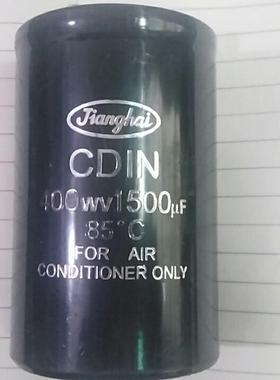 Jianghai
CDIN
400wv1500μF
85°C
FOR AIR
CONDITIONER ONLY